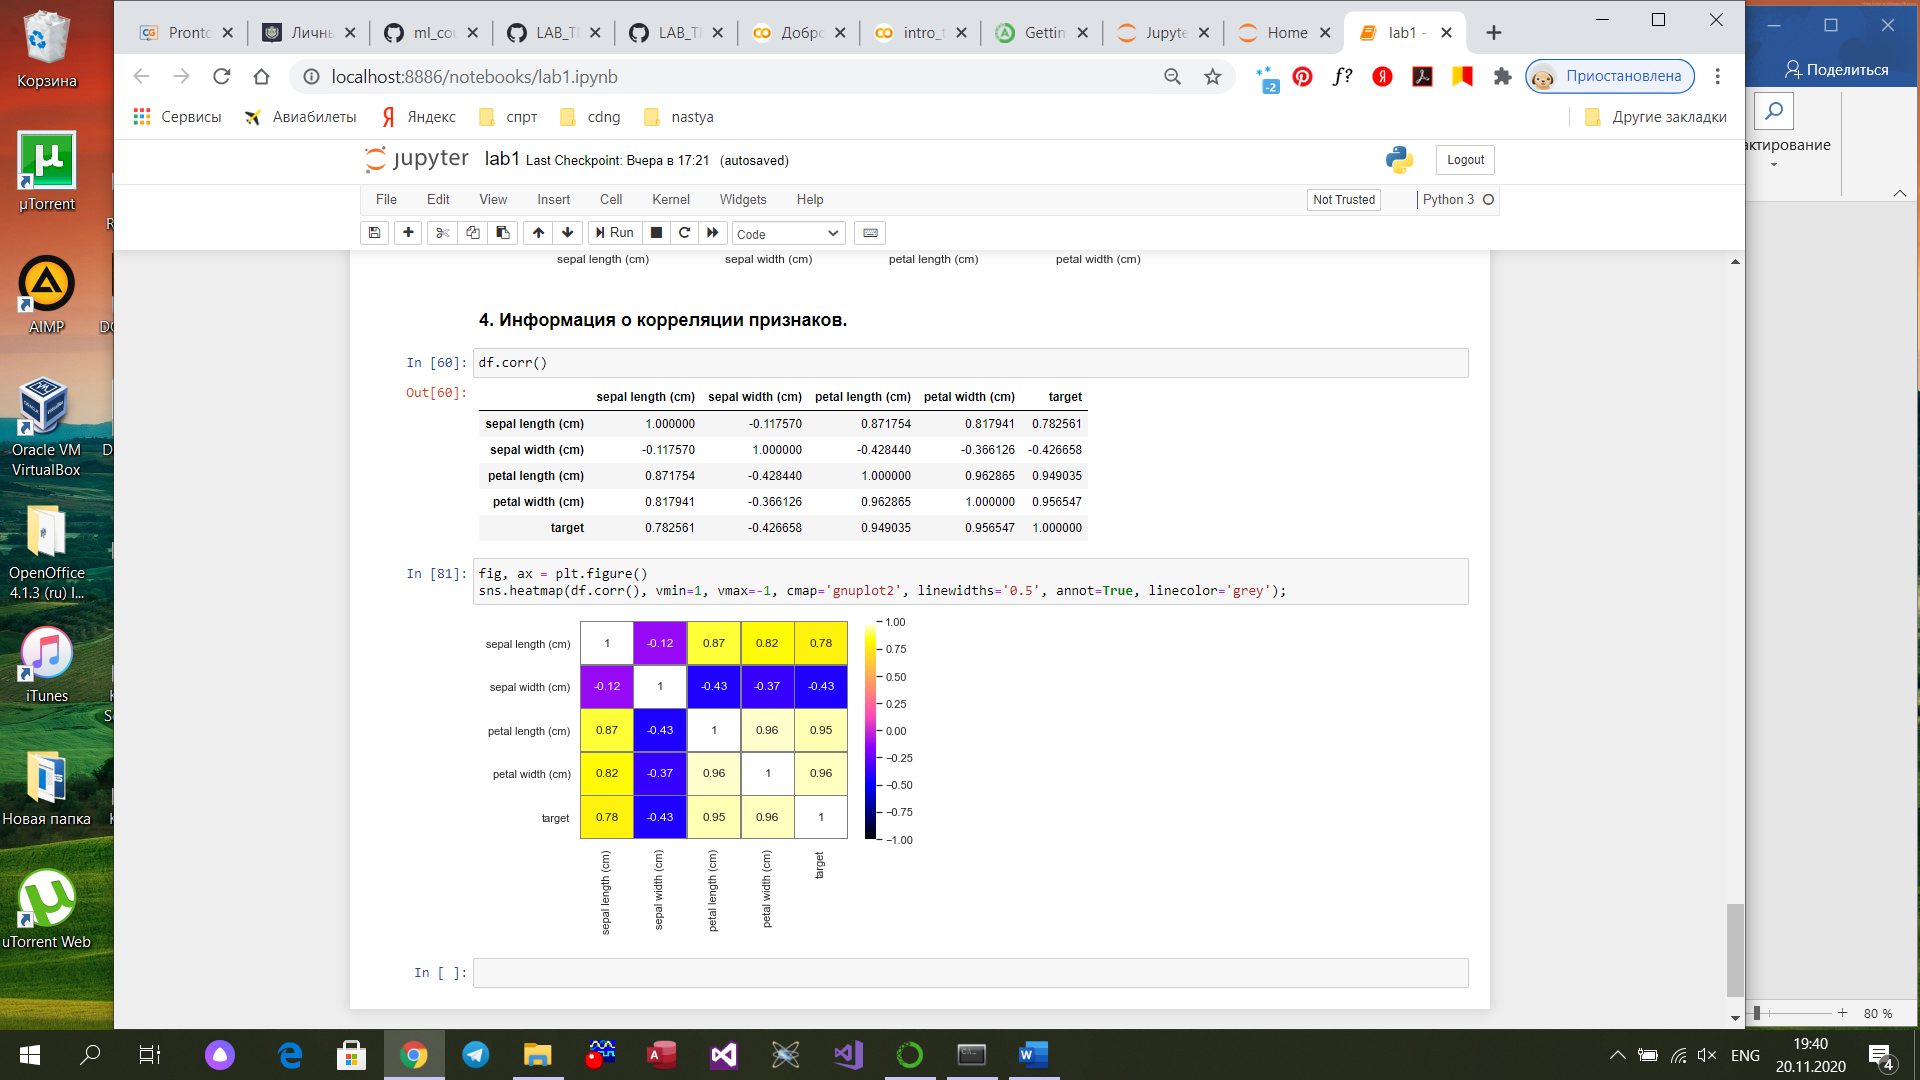 Корзина
µTorrent
AIMP
Oracle VM
VirtualBox
OpenOffice
4.1.3 (ru) I...
iTunes
Новая папка
uTorrent Web
Личнь
LAB_TI
LAB_TI
intro_t
Gettin
Jupyte
Home
lab1 -
localhost:8886/notebooks/lab1.ipynb
-2
f?
Приостановлена
Сервисы
Авиабилеты
Яндекс
спрт
cdng
nastya
Другие закладки
Поделиться
актирование
jupyter
lab1 Last Checkpoint: Вчера в 17:21 (autosaved)
Logout
File Edit View Insert Cell Kernel Widgets Help
Not Trusted
Python 3
Run
Code
sepal length (cm) sepal width (cm) petal length (cm) petal width (cm)
4. Информация о корреляции признаков.
In [60]: df.corr()
Out[60]:
sepal length (cm) sepal width (cm) petal length (cm) petal width (cm) target
sepal length (cm) 1.000000 -0.117570 0.871754 0.817941 0.782561
sepal width (cm) -0.117570 1.000000 -0.428440 -0.366126 -0.426658
petal length (cm) 0.871754 -0.428440 1.000000 0.962865 0.949035
petal width (cm) 0.817941 -0.366126 0.962865 1.000000 0.956547
target 0.782561 -0.426658 0.949035 0.956547 1.000000
In [81]: fig, ax = plt.figure()
sns.heatmap(df.corr(), vmin=1, vmax=-1, cmap='gnuplot2', linewidths='0.5', annot=True, linecolor='grey');
sepal length (cm) 1 -0.12 0.87 0.82 0.78
sepal width (cm) -0.12 1 -0.43 -0.37 -0.43
petal length (cm) 0.87 -0.43 1 0.96 0.95
petal width (cm) 0.82 -0.37 0.96 1 0.96
target 0.78 -0.43 0.95 0.96 1
sepal length (cm)
sepal width (cm)
petal length (cm)
petal width (cm)
target
1.00
0.75
0.50
0.25
0.00
−0.25
−0.50
−0.75
−1.00
In [ ]:
80 %
ENG
19:40
20.11.2020
4